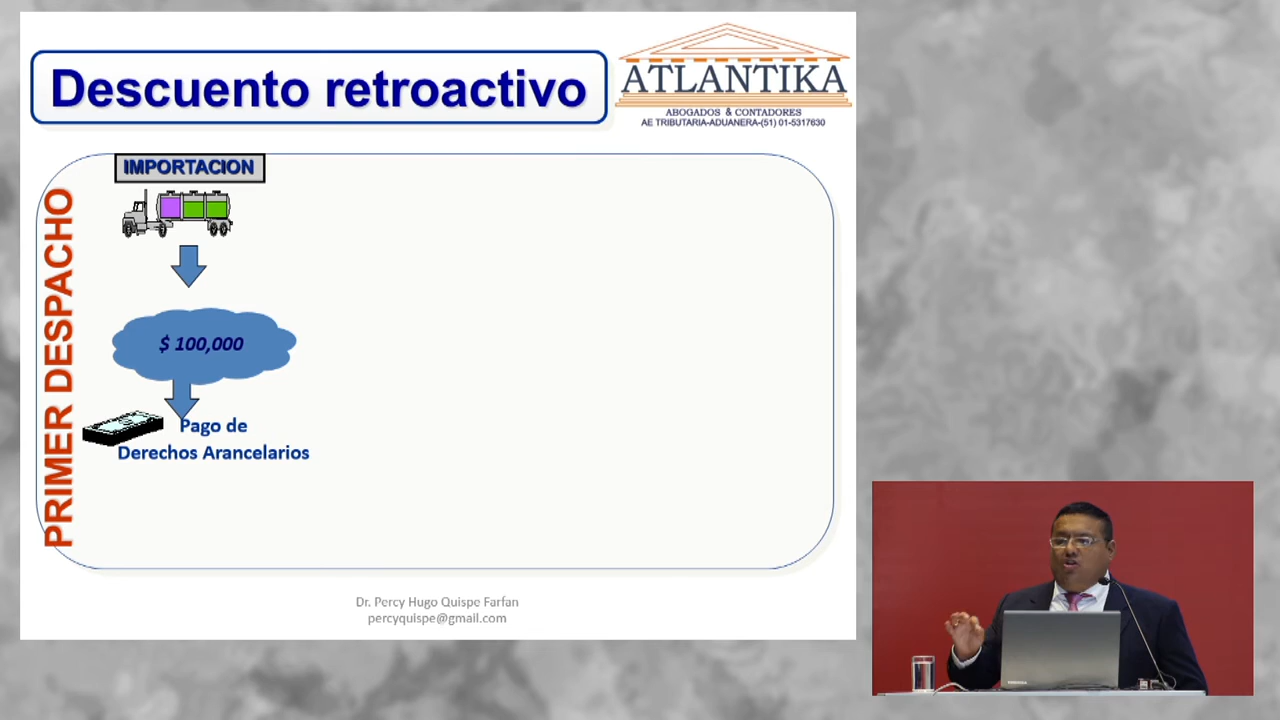 Descuento retroactivo
ATLANTIKA
ABOGADOS & CONTADORES
AE TRIBUTARIA-ADUANERA-(51) 01-5317630
PRIMER DESPACHO
IMPORTACION
$ 100,000
Pago de
Derechos Arancelarios
Dr. Percy Hugo Quispe Farfan
percyquispe@gmail.com